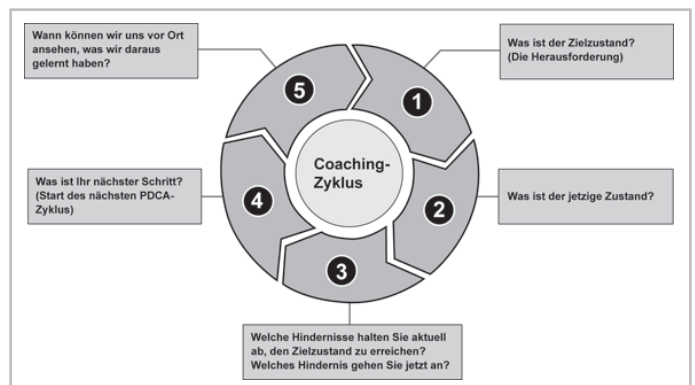 Wann können wir uns vor Ort
ansehen, was wir daraus
gelernt haben?
Was ist der Zielzustand?
(Die Herausforderung)
5
1
Coaching-
Zyklus
Was ist Ihr nächster Schritt?
(Start des nächsten PDCA-
Zyklus)
4
2
Was ist der jetzige Zustand?
3
Welche Hindernisse halten Sie aktuell
ab, den Zielzustand zu erreichen?
Welches Hindernis gehen Sie jetzt an?